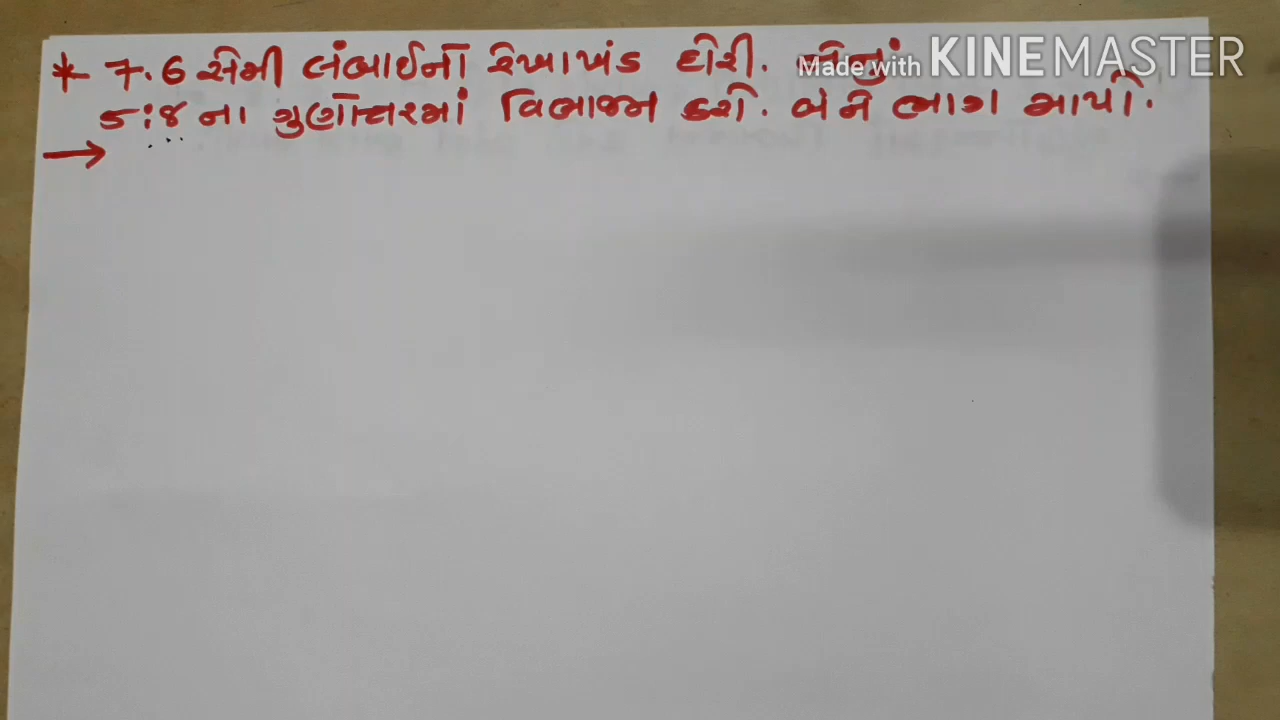 * 7.6 સેમી લંબાઈનો રેખાખંડ દોરી.
Made with KINEMASTER
5:8 ના ગુણોત્તરમાં વિભાજન કરો. બંને ભાગ માપો.
→